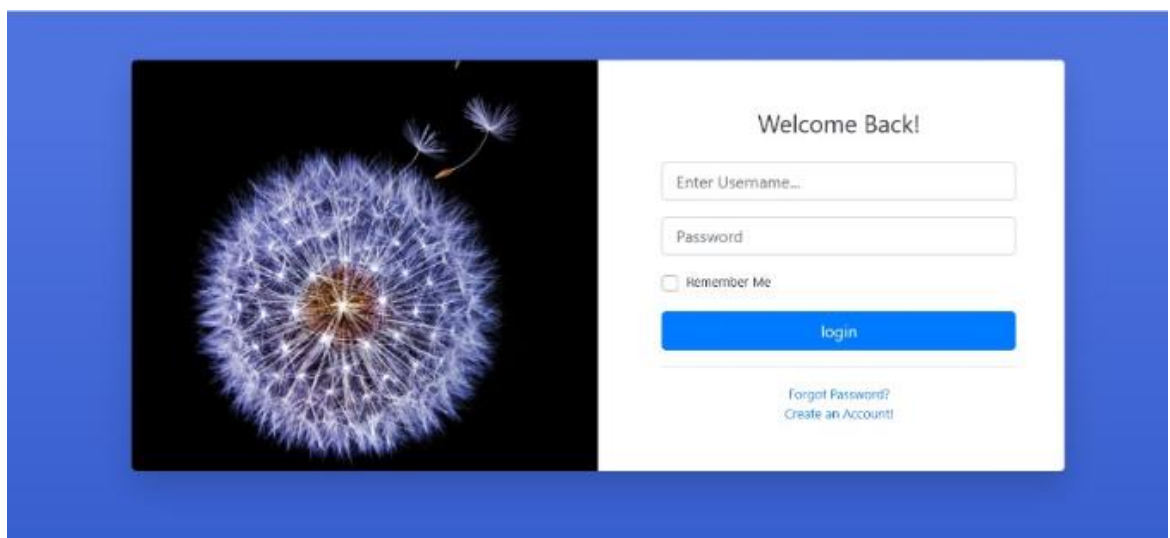 Welcome Back!
Enter Username...
Password
Remember Me
login
Forgot Password?
Create an Account!